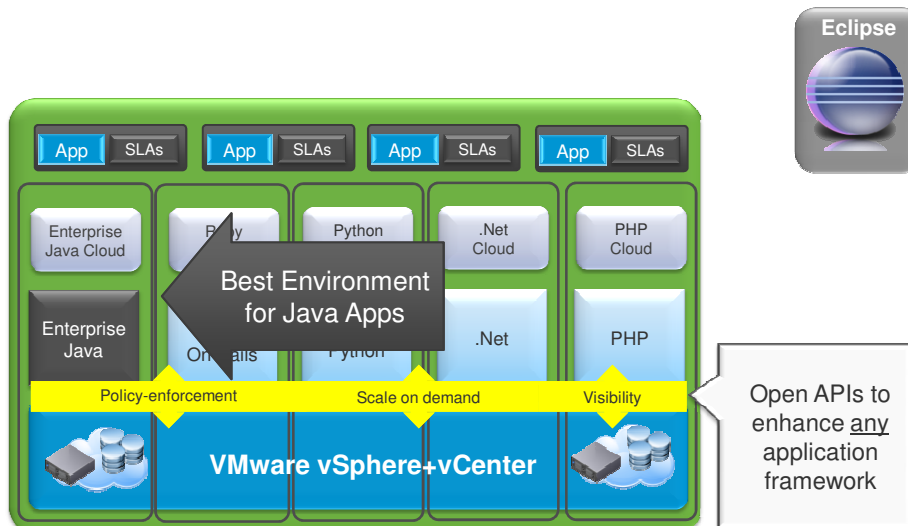 Eclipse
App SLAs App SLAs App SLAs App SLAs
Enterprise
Java Cloud
Python
.Net
Cloud
PHP
Cloud
Best Environment
for Java Apps
Enterprise
Java
Python
.Net
PHP
Policy-enforcement Scale on demand Visibility
VMware vSphere+vCenter
Open APIs to
enhance any
application
framework